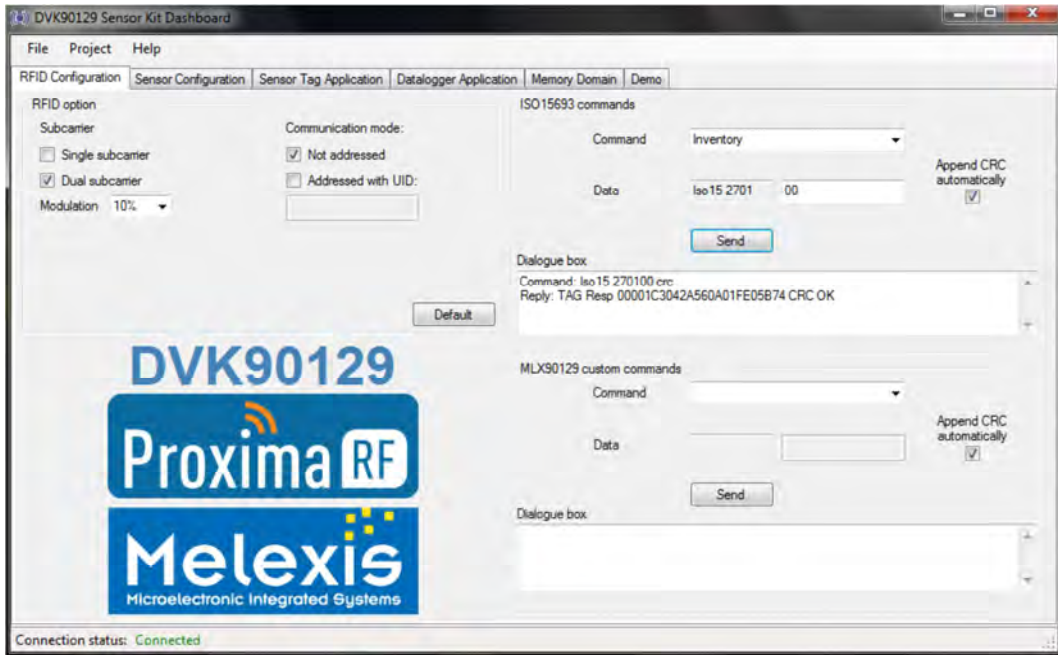 DVK90129 Sensor Kit Dashboard
File Project Help
RFID Configuration Sensor Configuration Sensor Tag Application Datalogger Application Memory Domain Demo
RFID option
Subcarrier
Single subcarrier
Dual subcarrier
Modulation 10%
Communication mode:
Not addressed
Addressed with UID:
Default
ISO15693 commands
Command Inventory
Data Iso15 2701 00
Append CRC
automatically
Send
Dialogue box
Command: Iso15 270100 crc
Reply: TAG Resp 00001C3042A560A01FE05B74 CRC OK
DVK90129
Proxima RF
Melexis
Microelectronic Integrated Systems
MLX90129 custom commands
Command
Data
Append CRC
automatically
Send
Dialogue box
Connection status: Connected